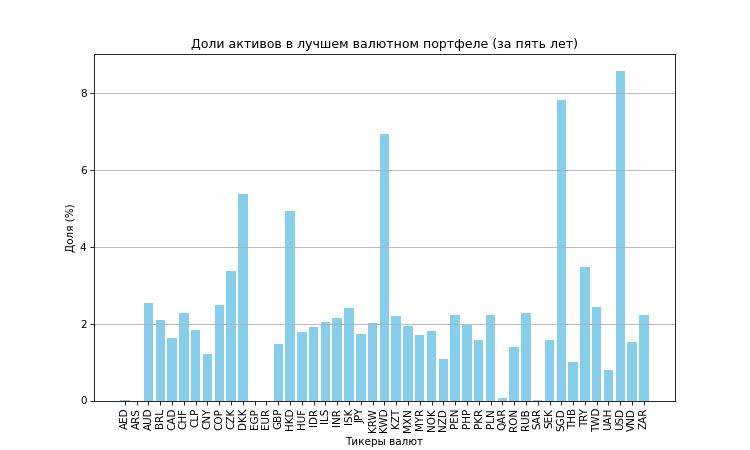 Доли активов в лучшем валютном портфеле (за пять лет)
Доля (%)
8
6
4
2
0
AED ARS AUD BRL CAD CHF CLP CNY COP CZK DKK EGP EUR GBP HKD HUF IDR ILS INR ISK JPY KRW KWD KZT MXN MYR NOK NZD PEN PHP PKR PLN QAR RON RUB SAR SEK SGD THB TRY TWD UAH USD VND ZAR
Тикеры валют